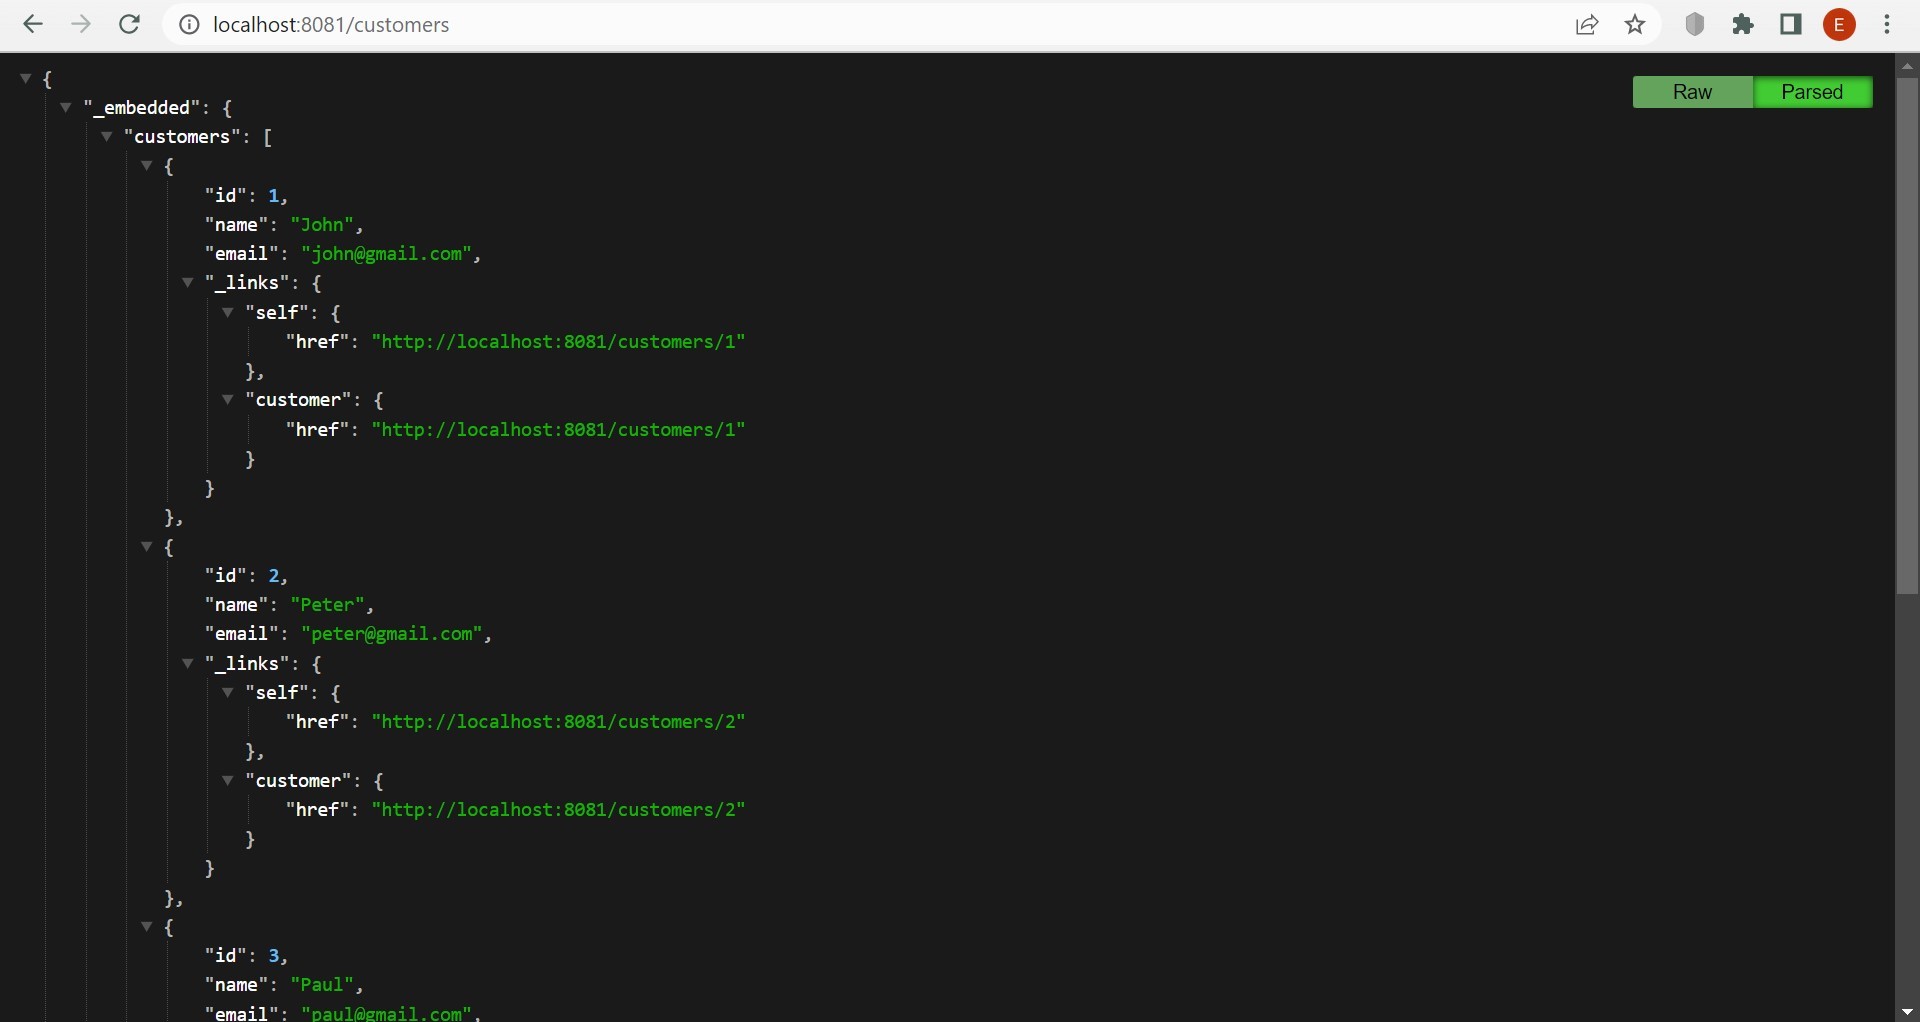 localhost:8081/customers
E
Raw
Parsed
{
"_embedded": {
"customers": [
{
"id": 1,
"name": "John",
"email": "john@gmail.com",
"_links": {
"self": {
"href": "http://localhost:8081/customers/1"
},
"customer": {
"href": "http://localhost:8081/customers/1"
}
}
},
{
"id": 2,
"name": "Peter",
"email": "peter@gmail.com",
"_links": {
"self": {
"href": "http://localhost:8081/customers/2"
},
"customer": {
"href": "http://localhost:8081/customers/2"
}
}
},
{
"id": 3,
"name": "Paul",
"email": "paul@gmail.com",